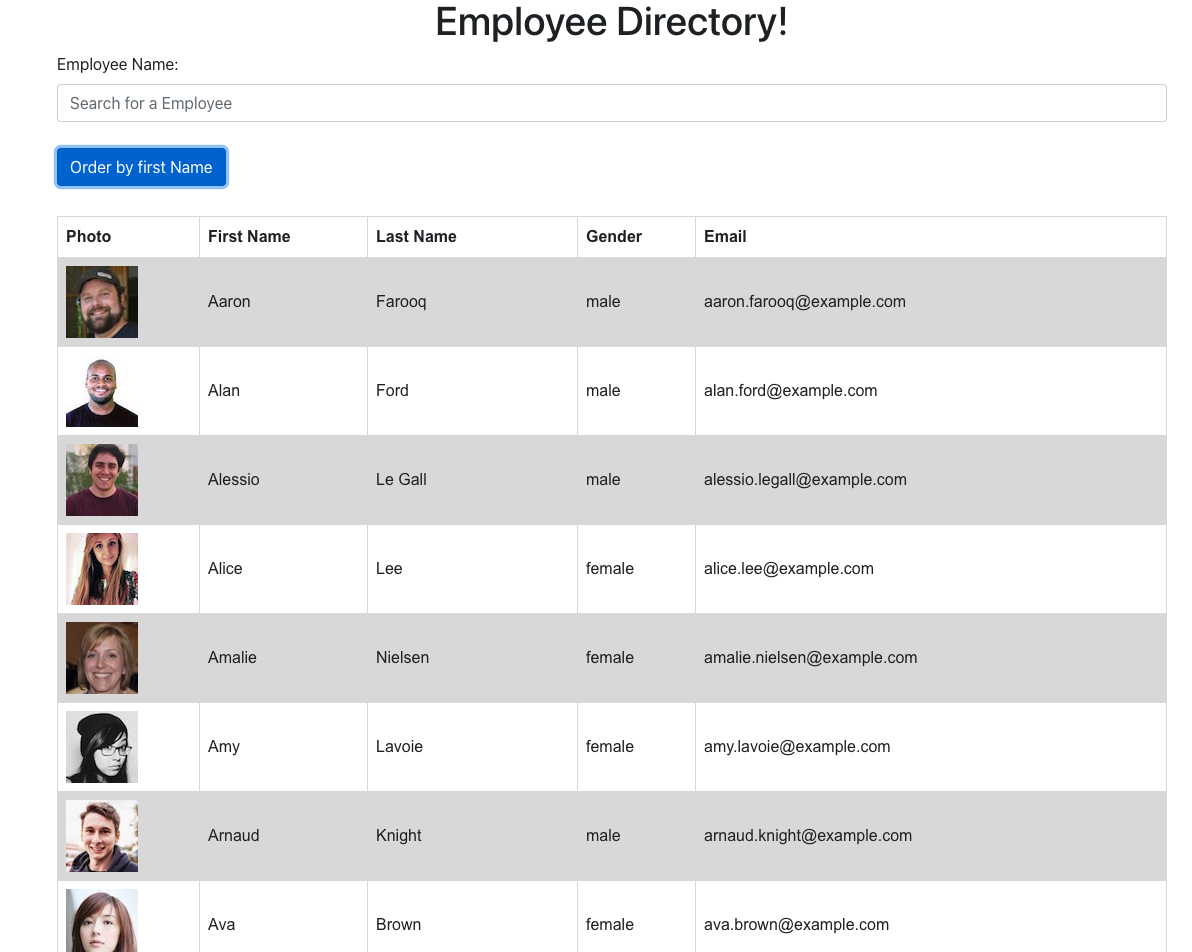 Employee Directory!
Employee Name:
Search for a Employee
Order by first Name
Photo First Name Last Name Gender Email
Aaron Farooq male aaron.farooq@example.com
Alan Ford male alan.ford@example.com
Alessio Le Gall male alessio.legall@example.com
Alice Lee female alice.lee@example.com
Amalie Nielsen female amalie.nielsen@example.com
Amy Lavoie female amy.lavoie@example.com
Arnaud Knight male arnaud.knight@example.com
Ava Brown female ava.brown@example.com